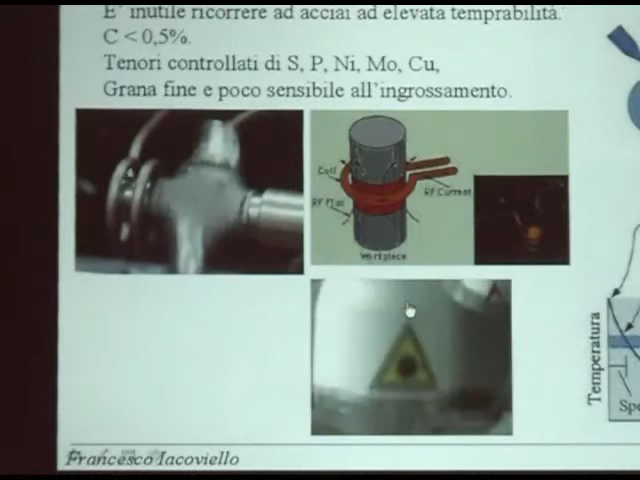 E' inutile ricorrere ad acciai ad elevata temprabilità.
C < 0,5%.
Tenori controllati di S, P, Ni, Mo, Cu,
Grana fine e poco sensibile all'ingrossamento.
Coil
RF Current
RF Flux
Workpiece
Temperatura
Spe
Francesco Iacoviello